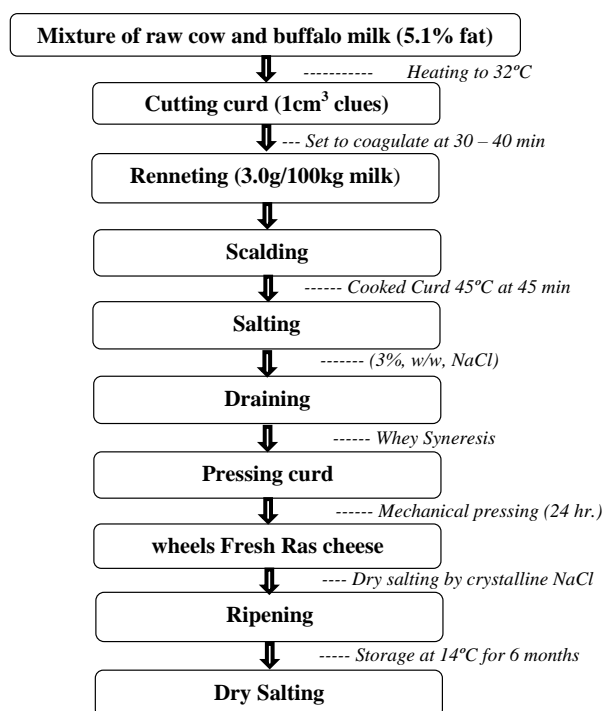 Mixture of raw cow and buffalo milk (5.1% fat)
----------- Heating to 32ºC
Cutting curd (1cm³ clues)
--- Set to coagulate at 30 – 40 min
Renneting (3.0g/100kg milk)
Scalding
------ Cooked Curd 45ºC at 45 min
Salting
------- (3%, w/w, NaCl)
Draining
------ Whey Syneresis
Pressing curd
------ Mechanical pressing (24 hr.)
wheels Fresh Ras cheese
---- Dry salting by crystalline NaCl
Ripening
----- Storage at 14ºC for 6 months
Dry Salting